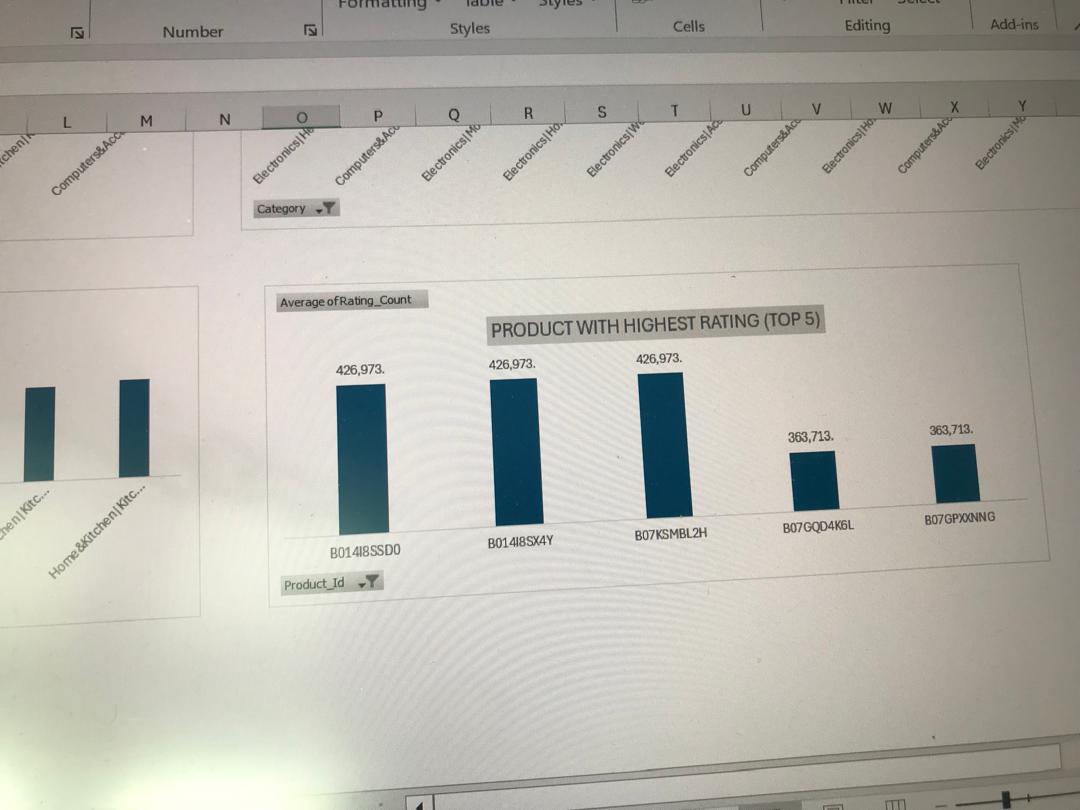 Formatting Table Styles
Number Styles Cells Editing Add-ins
L M N O P Q R S T U V W X Y
Computers&Acc
Electronics|He
Computers&Acc
Electronics|Mo
Electronics|Ho.
Electronics|We
Electronics|Acc
Computers&Acc
Electronics|Ho.
Computers&Acc
Electronics|Mo
Category
Average of Rating_Count
PRODUCT WITH HIGHEST RATING (TOP 5)
426,973. 426,973. 426,973. 363,713. 363,713.
B014I8SSD0 B014I8SX4Y B07KSMBL2H B07GQD4K6L B07GPXXNNG
Product_Id
hen|Kitc...
Home&Kitchen|Kitc...